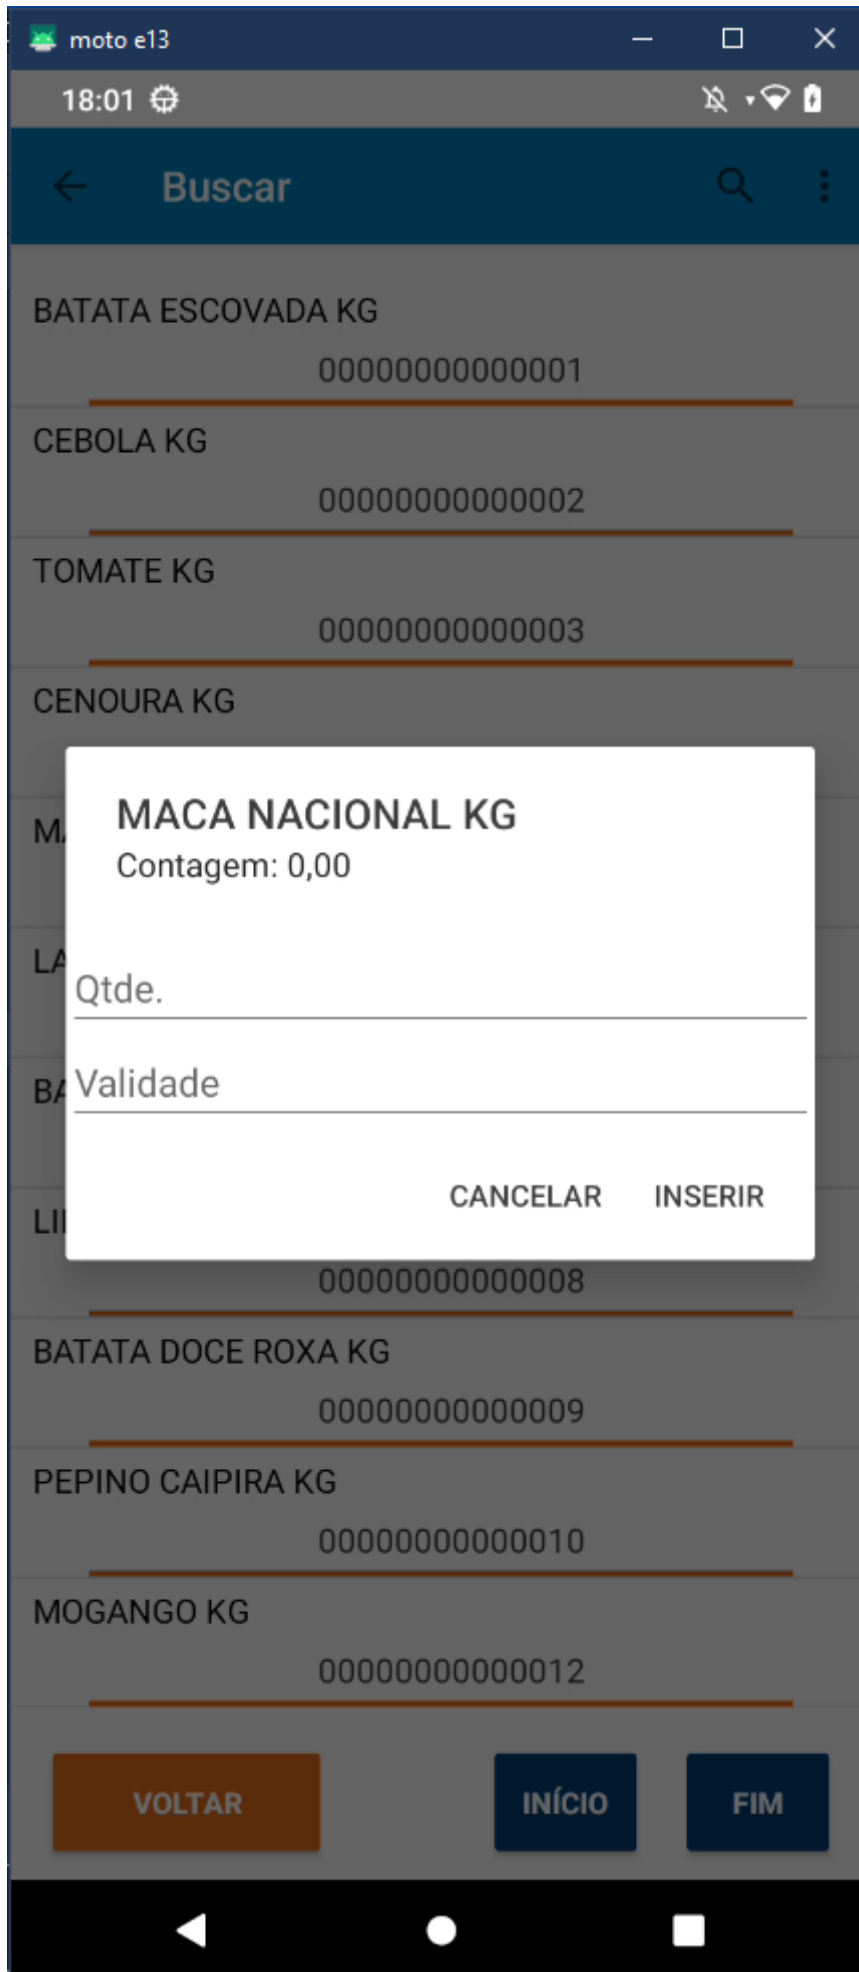 moto e13
18:01
Buscar
BATATA ESCOVADA KG
00000000000001
CEBOLA KG
00000000000002
TOMATE KG
00000000000003
CENOURA KG
MACA NACIONAL KG
Contagem: 0,00
Qtde.
Validade
CANCELAR INSERIR
00000000000008
BATATA DOCE ROXA KG
00000000000009
PEPINO CAIPIRA KG
00000000000010
MOGANGO KG
00000000000012
VOLTAR INÍCIO FIM